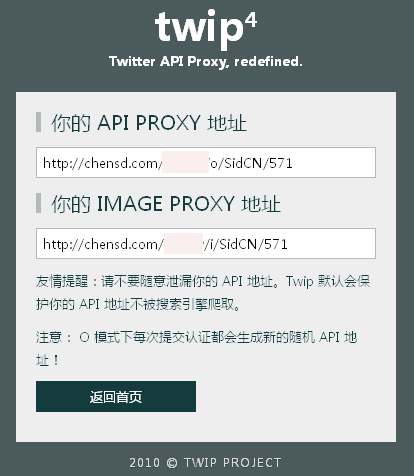 twip⁴
Twitter API Proxy, redefined.
你的 API PROXY 地址
http://chensd.com/ o/SidCN/571
你的 IMAGE PROXY 地址
http://chensd.com/ /i/SidCN/571
友情提醒：请不要随意泄漏你的 API 地址。Twip 默认会保
护你的 API 地址不被搜索引擎爬取。
注意： O 模式下每次提交认证都会生成新的随机 API 地
址！
返回首页
2010 © TWIP PROJECT